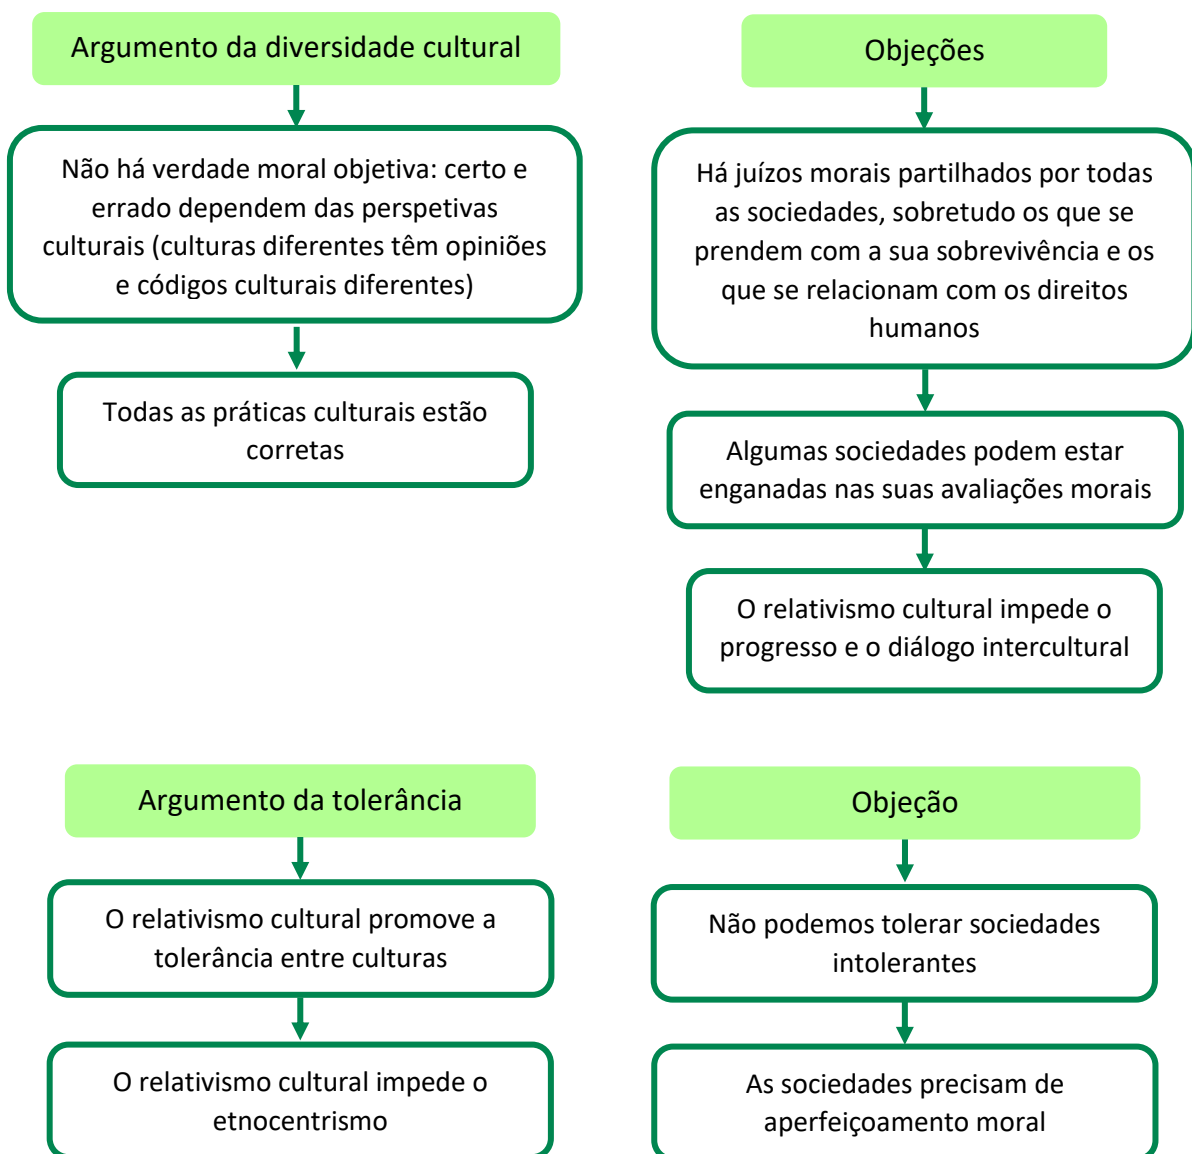 Argumento da diversidade cultural
Não há verdade moral objetiva: certo e
errado dependem das perspetivas
culturais (culturas diferentes têm opiniões
e códigos culturais diferentes)
Todas as práticas culturais estão
corretas
Objeções
Há juízos morais partilhados por todas
as sociedades, sobretudo os que se
prendem com a sua sobrevivência e os
que se relacionam com os direitos
humanos
Algumas sociedades podem estar
enganadas nas suas avaliações morais
O relativismo cultural impede o
progresso e o diálogo intercultural
Argumento da tolerância
O relativismo cultural promove a
tolerância entre culturas
O relativismo cultural impede o
etnocentrismo
Objeção
Não podemos tolerar sociedades
intolerantes
As sociedades precisam de
aperfeiçoamento moral